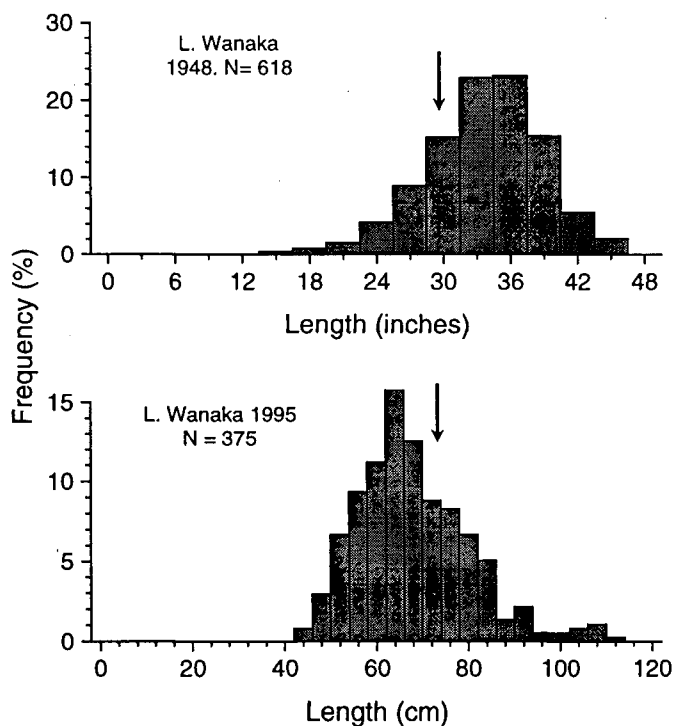 30
L. Wanaka
1948. N= 618
20
10
0
0 6 12 18 24 30 36 42 48
Length (inches)
Frequency (%)
15
L. Wanaka 1995
N = 375
10
5
0
0 20 40 60 80 100 120
Length (cm)